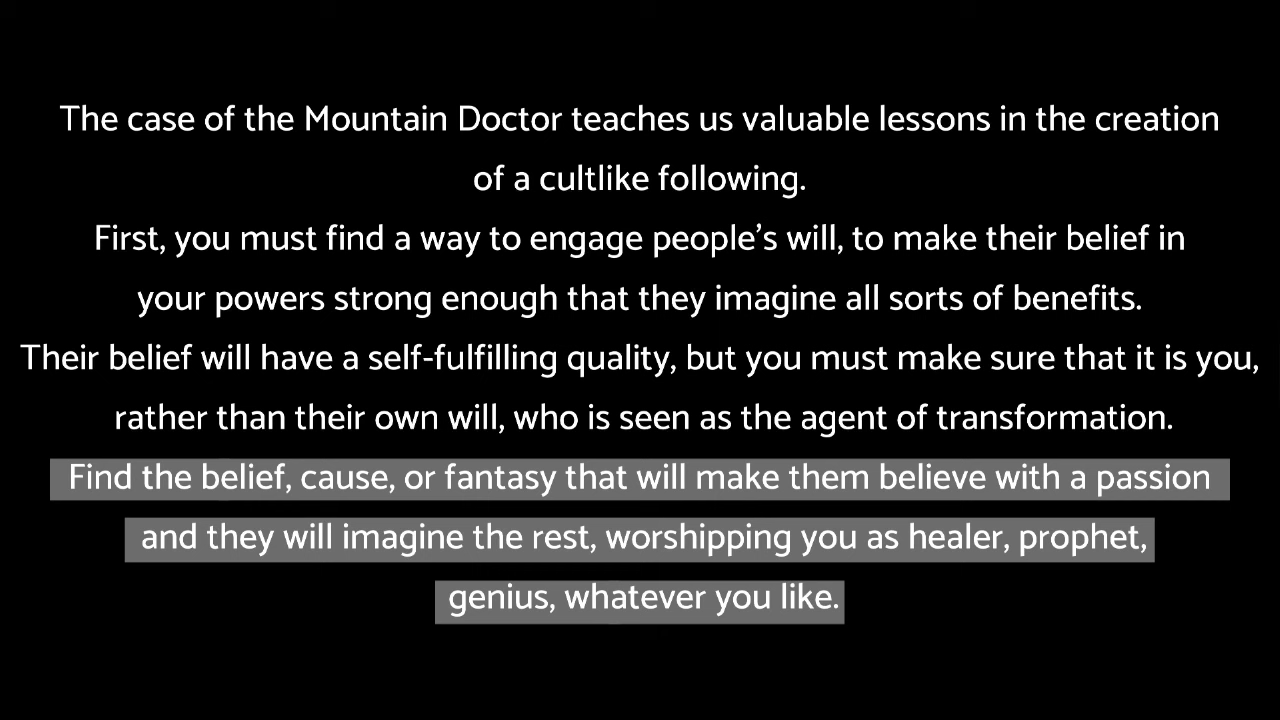 The case of the Mountain Doctor teaches us valuable lessons in the creation
of a cultlike following.
First, you must find a way to engage people’s will, to make their belief in
your powers strong enough that they imagine all sorts of benefits.
Their belief will have a self-fulfilling quality, but you must make sure that it is you,
rather than their own will, who is seen as the agent of transformation.
Find the belief, cause, or fantasy that will make them believe with a passion
and they will imagine the rest, worshipping you as healer, prophet,
genius, whatever you like.